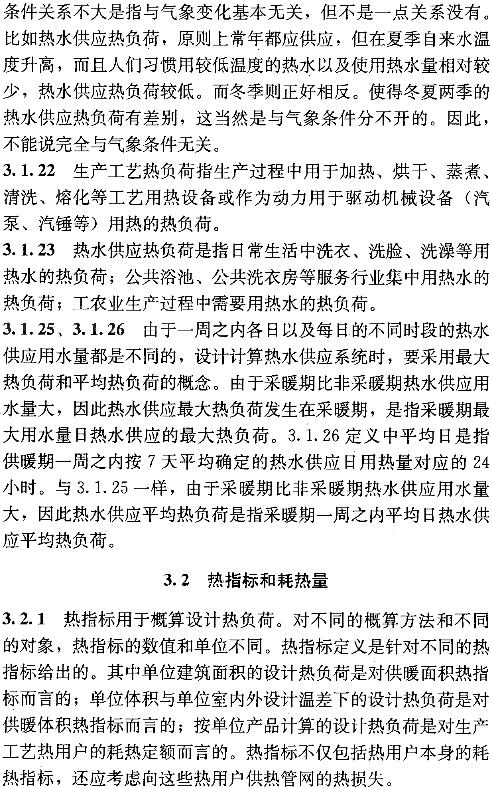 条件关系不大是指与气象变化基本无关，但不是一点关系没有。
比如热水供应热负荷，原则上常年都应供应，但在夏季自来水温
度升高，而且人们习惯用较低温度的热水以及使用热水量相对较
少，热水供应热负荷较低。而冬季则正好相反。使得冬夏两季的
热水供应热负荷有差别，这当然是与气象条件分不开的。因此，
不能说完全与气象条件无关。
3.1.22　生产工艺热负荷指生产过程中用于加热、烘干、蒸煮、
清洗、熔化等工艺用热设备或作为动力用于驱动机械设备（汽
泵、汽锤等）用热的热负荷。
3.1.23　热水供应热负荷是指日常生活中洗衣、洗脸、洗澡等用
热水的热负荷；公共浴池、公共洗衣房等服务行业集中用热水的
热负荷；工农业生产过程中需要用热水的热负荷。
3.1.25、3.1.26　由于一周之内各日以及每日的不同时段的热水
供应用水量都是不同的，设计计算热水供应系统时，要采用最大
热负荷和平均热负荷的概念。由于采暖期比非采暖期热水供应用
水量大，因此热水供应最大热负荷发生在采暖期，是指采暖期最
大用水量日热水供应的最大热负荷。3.1.26 定义中平均日是指
供暖期一周之内按 7 天平均确定的热水供应日用热量对应的 24
小时。与 3.1.25 一样，由于采暖期比非采暖期热水供应用水量
大，因此热水供应平均热负荷是指采暖期一周之内平均日热水供
应平均热负荷。
3.2　热指标和耗热量
3.2.1　热指标用于概算设计热负荷。对不同的概算方法和不同
的对象，热指标的数值和单位不同。热指标定义是针对不同的热
指标给出的。其中单位建筑面积的设计热负荷是对供暖面积热指
标而言的；单位体积与单位室内外设计温差下的设计热负荷是对
供暖体积热指标而言的；按单位产品计算的设计热负荷是对生产
工艺热用户的耗热定额而言的。热指标不仅包括热用户本身的耗
热指标，还应考虑向这些热用户供热管网的热损失。